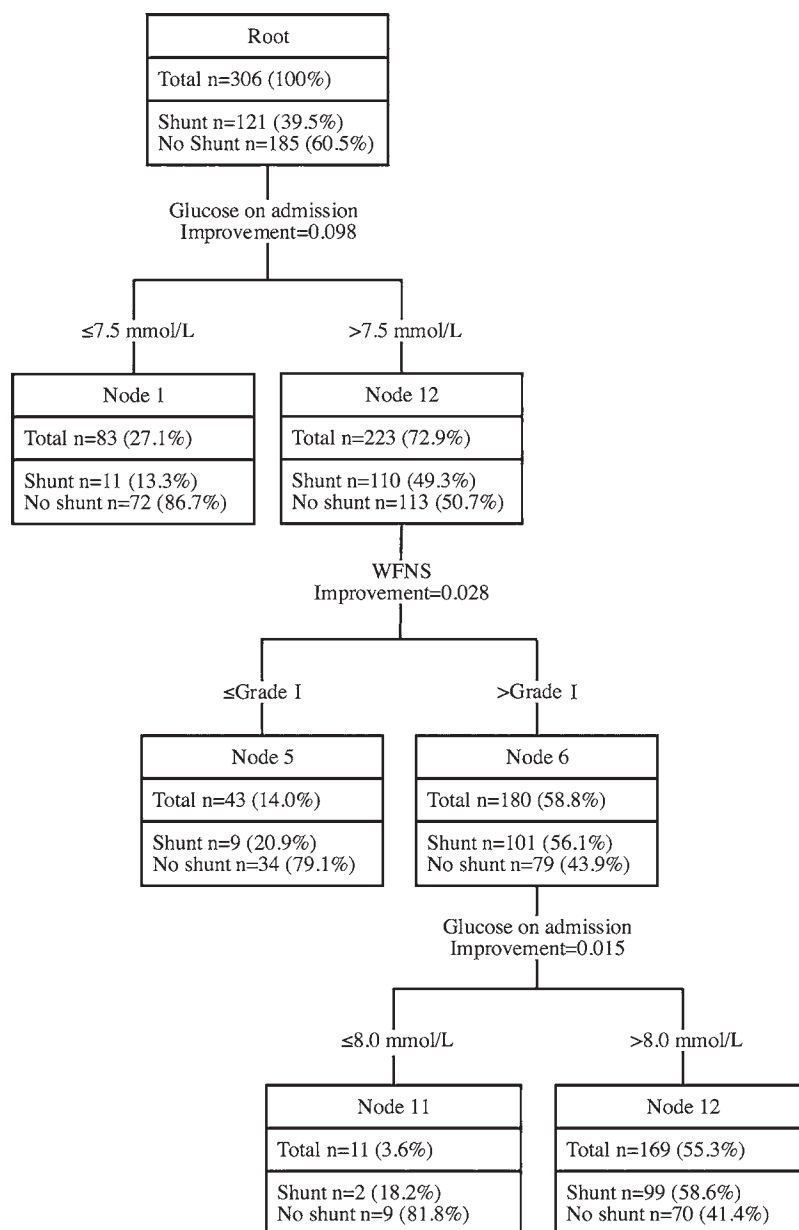 Root
Total n=306 (100%)
Shunt n=121 (39.5%)
No Shunt n=185 (60.5%)
Glucose on admission
Improvement=0.098
≤7.5 mmol/L
>7.5 mmol/L
Node 1
Total n=83 (27.1%)
Shunt n=11 (13.3%)
No shunt n=72 (86.7%)
Node 12
Total n=223 (72.9%)
Shunt n=110 (49.3%)
No shunt n=113 (50.7%)
WFNS
Improvement=0.028
≤Grade I
>Grade I
Node 5
Total n=43 (14.0%)
Shunt n=9 (20.9%)
No shunt n=34 (79.1%)
Node 6
Total n=180 (58.8%)
Shunt n=101 (56.1%)
No shunt n=79 (43.9%)
Glucose on admission
Improvement=0.015
≤8.0 mmol/L
>8.0 mmol/L
Node 11
Total n=11 (3.6%)
Shunt n=2 (18.2%)
No shunt n=9 (81.8%)
Node 12
Total n=169 (55.3%)
Shunt n=99 (58.6%)
No shunt n=70 (41.4%)